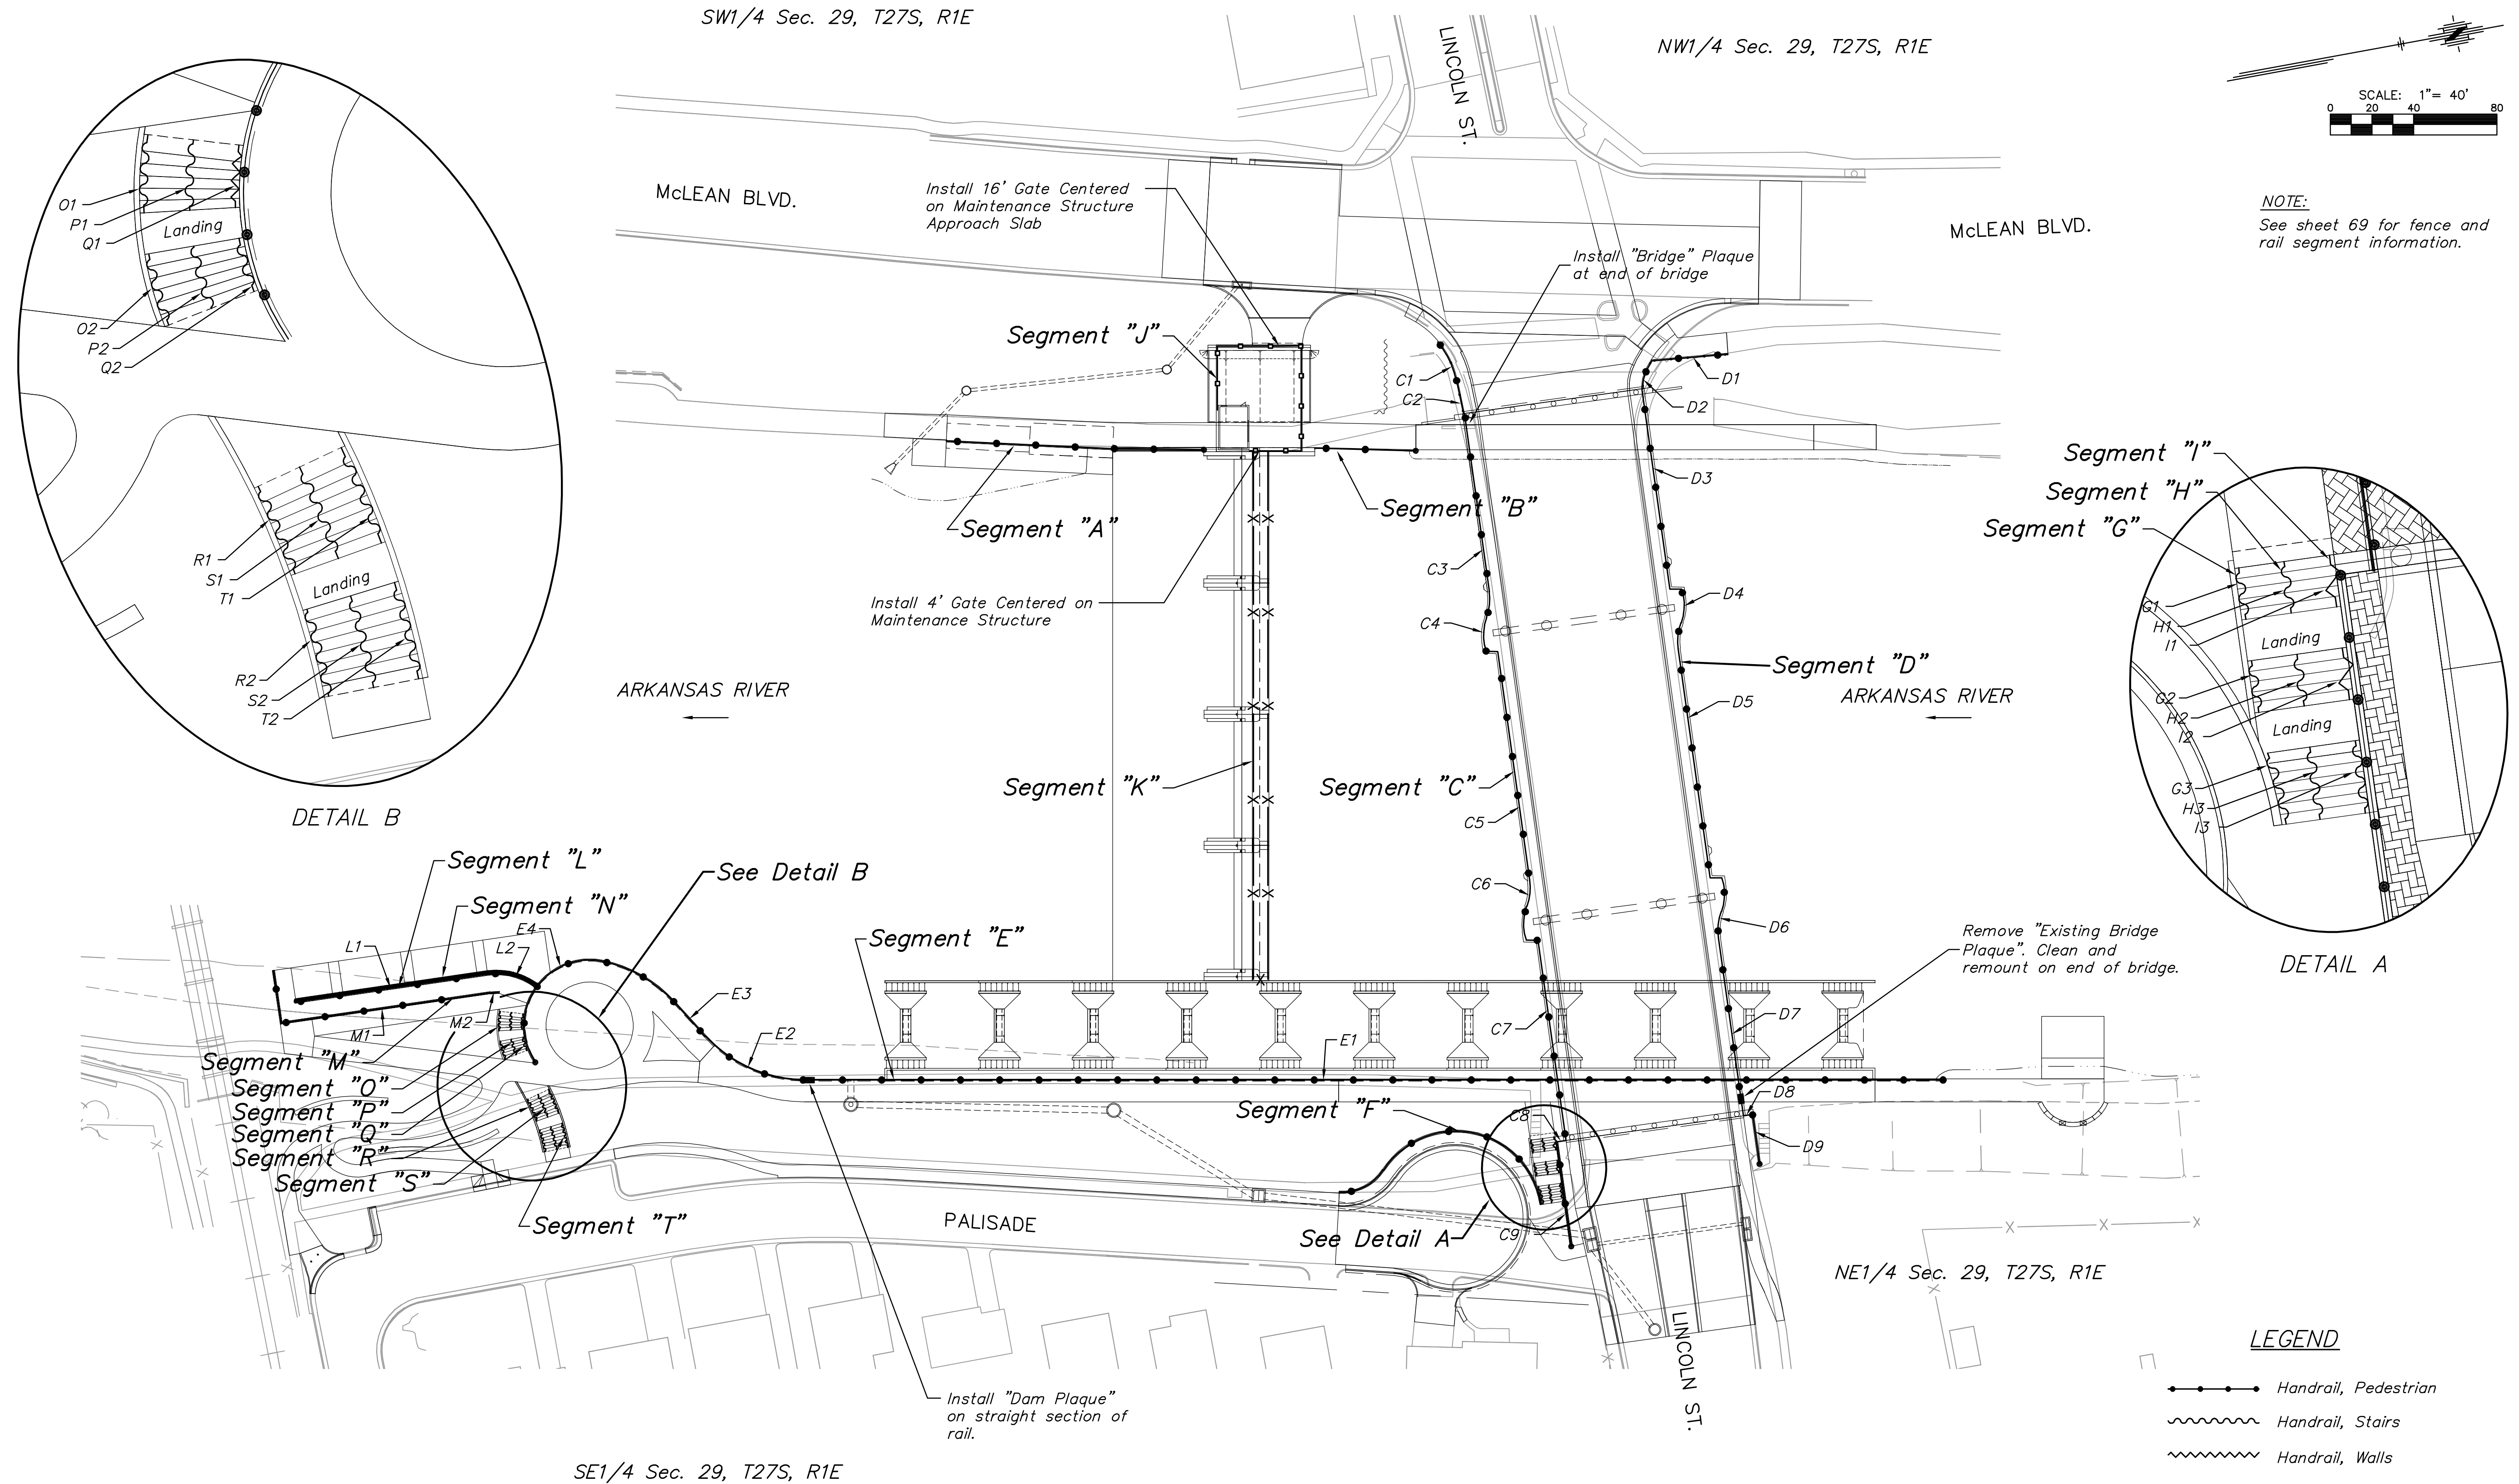 SW1/4 Sec. 29, T27S, R1E
NW1/4 Sec. 29, T27S, R1E
LINCOLN ST.
N
SCALE: 1"= 40'
0 20 40 80
NOTE:
See sheet 69 for fence and
rail segment information.
McLEAN BLVD.
McLEAN BLVD.
Install 16' Gate Centered
on Maintenance Structure
Approach Slab
Install "Bridge" Plaque
at end of bridge
O1
P1
Q1
Landing
O2
P2
Q2
R1
S1
T1
Landing
R2
S2
T2
DETAIL B
Segment "J"
C1
C2
D1
D2
Segment "A"
Segment "B"
D3
C3
Install 4' Gate Centered on
Maintenance Structure
C4
D4
Segment "D"
ARKANSAS RIVER
ARKANSAS RIVER
D5
Segment "K"
Segment "C"
C5
C6
D6
Segment "I"
Segment "H"
Segment "G"
G1
H1
I1
Landing
G2
H2
I2
Landing
G3
H3
I3
DETAIL A
Remove "Existing Bridge
Plaque". Clean and
remount on end of bridge.
Segment "L"
See Detail B
Segment "N"
E4
L1
L2
Segment "E"
E3
E2
E1
M1
M2
C7
D7
Segment "M"
Segment "O"
Segment "P"
Segment "Q"
Segment "R"
Segment "S"
Segment "T"
Segment "F"
C8
D8
D9
PALISADE
See Detail A
C9
NE1/4 Sec. 29, T27S, R1E
LINCOLN ST.
Install "Dam Plaque"
on straight section of
rail.
SE1/4 Sec. 29, T27S, R1E
LEGEND
Handrail, Pedestrian
Handrail, Stairs
Handrail, Walls